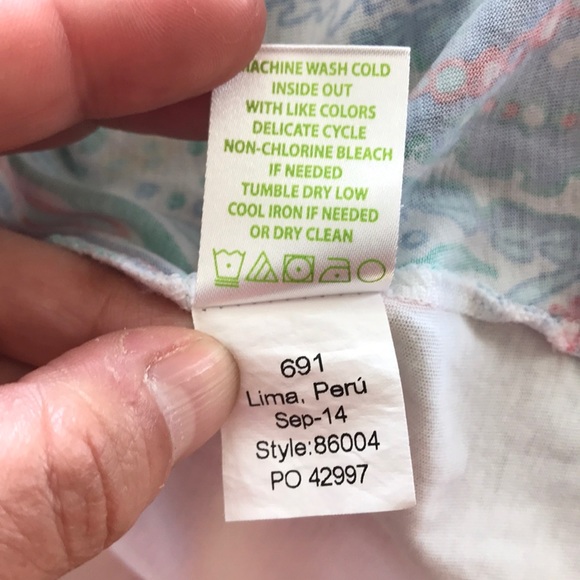 MACHINE WASH COLD
INSIDE OUT
WITH LIKE COLORS
DELICATE CYCLE
NON-CHLORINE BLEACH
IF NEEDED
TUMBLE DRY LOW
COOL IRON IF NEEDED
OR DRY CLEAN
691
Lima, Perú
Sep-14
Style:86004
PO 42997